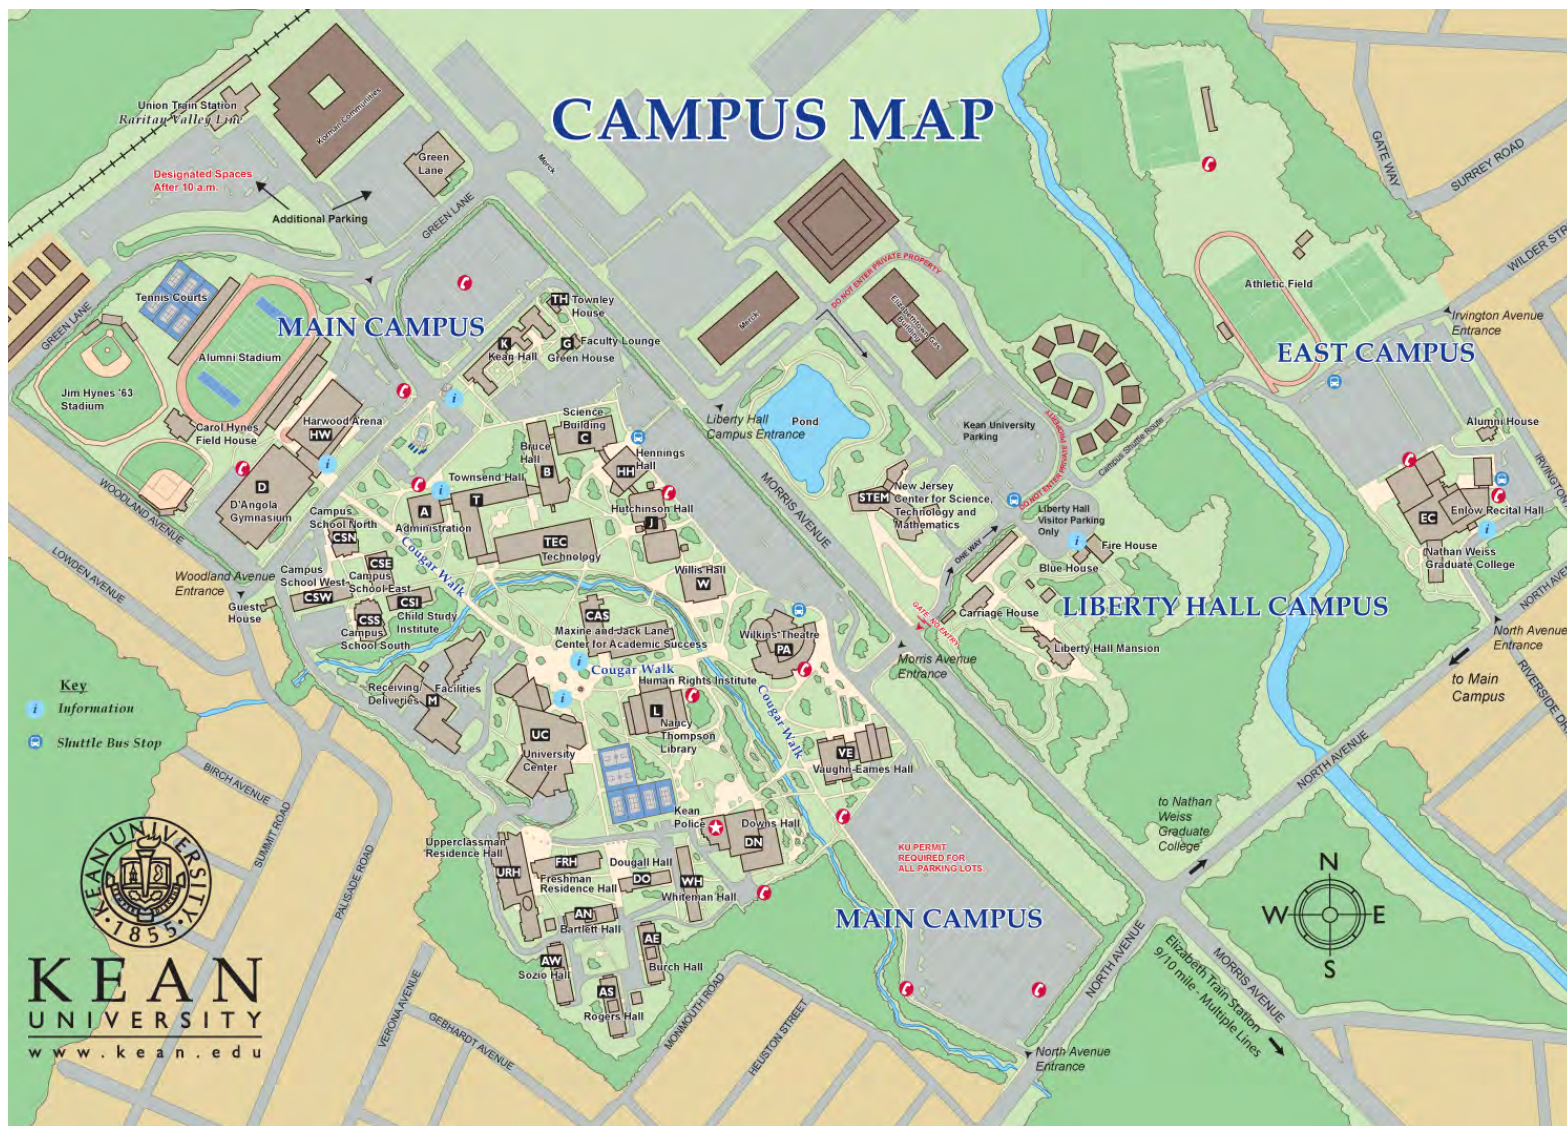 CAMPUS MAP
Union Train Station
Raritan Valley Line
Kornan Communities
Green
Lane
Merck
Designated Spaces
After 10 a.m.
Additional Parking
GREEN LANE
GREEN LANE
Tennis Courts
MAIN CAMPUS
Alumni Stadium
Jim Hynes '63
Stadium
Carol Hynes
Field House
Harwood Arena
HW
D
D'Angola
Gymnasium
TH
Townley
House
K
Kean Hall
G
Faculty Lounge
Green House
Science
Building
C
Bruce
Hall
B
Hennings
Hall
HH
Townsend Hall
T
A
Administration
Hutchinson Hall
J
TEC
Technology
Willis Hall
W
Campus
School North
CSN
CSE
Campus
School East
Campus
School West
CSW
CSI
Child Study
Institute
CSS
Campus
School South
Cougar Walk
WOODLAND AVENUE
LOWDEN AVENUE
Woodland Avenue
Entrance
Guest
House
CAS
Maxine and Jack Lane
Center for Academic Success
Cougar Walk
Wilkins Theatre
PA
Human Rights Institute
L
Nancy
Thompson
Library
Cougar Walk
Receiving/
Deliveries
Facilities
M
UC
University
Center
VE
Vaughn-Eames Hall
Kean
Police
Downs Hall
DN
Upperclassman
Residence Hall
URH
FRH
Freshman
Residence Hall
Dougall Hall
DO
WH
Whiteman Hall
AN
Bartlett Hall
AW
Sozio Hall
AE
Burch Hall
AS
Rogers Hall
KU PERMIT
REQUIRED FOR
ALL PARKING LOTS.
MAIN CAMPUS
Merck
DO NOT ENTER PRIVATE PROPERTY
Elizabethtown Gas
Building
Liberty Hall
Campus Entrance
Pond
Kean University
Parking
DO NOT ENTER PRIVATE PROPERTY
Campus Shuttle Route
STEM
New Jersey
Center for Science,
Technology and
Mathematics
MORRIS AVENUE
ONE WAY
Liberty Hall
Visitor Parking
Only
Fire House
Blue House
Carriage House
GATE-NO ENTRY
LIBERTY HALL CAMPUS
Liberty Hall Mansion
Morris Avenue
Entrance
GATE WAY
SURREY ROAD
WILDER ST
Athletic Field
Irvington Avenue
Entrance
EAST CAMPUS
Alumni House
IRVINGTON
EC
Enlow Recital Hall
Nathan Weiss
Graduate College
NORTH AVE
North Avenue
Entrance
to Main
Campus
RIVERSIDE DR
NORTH AVENUE
to Nathan
Weiss
Graduate
College
N
W
E
S
NORTH AVENUE
MORRIS AVENUE
Elizabeth Train Station
9/10 mile - Multiple Lines
North Avenue
Entrance
BIRCH AVENUE
SUMMIT ROAD
PALISADE ROAD
VERONA AVENUE
GEBHARDT AVENUE
MONMOUTH ROAD
HEUSTON STREET
Key
i Information
Shuttle Bus Stop
KEAN UNIVERSITY
1855
KEAN
UNIVERSITY
www.kean.edu